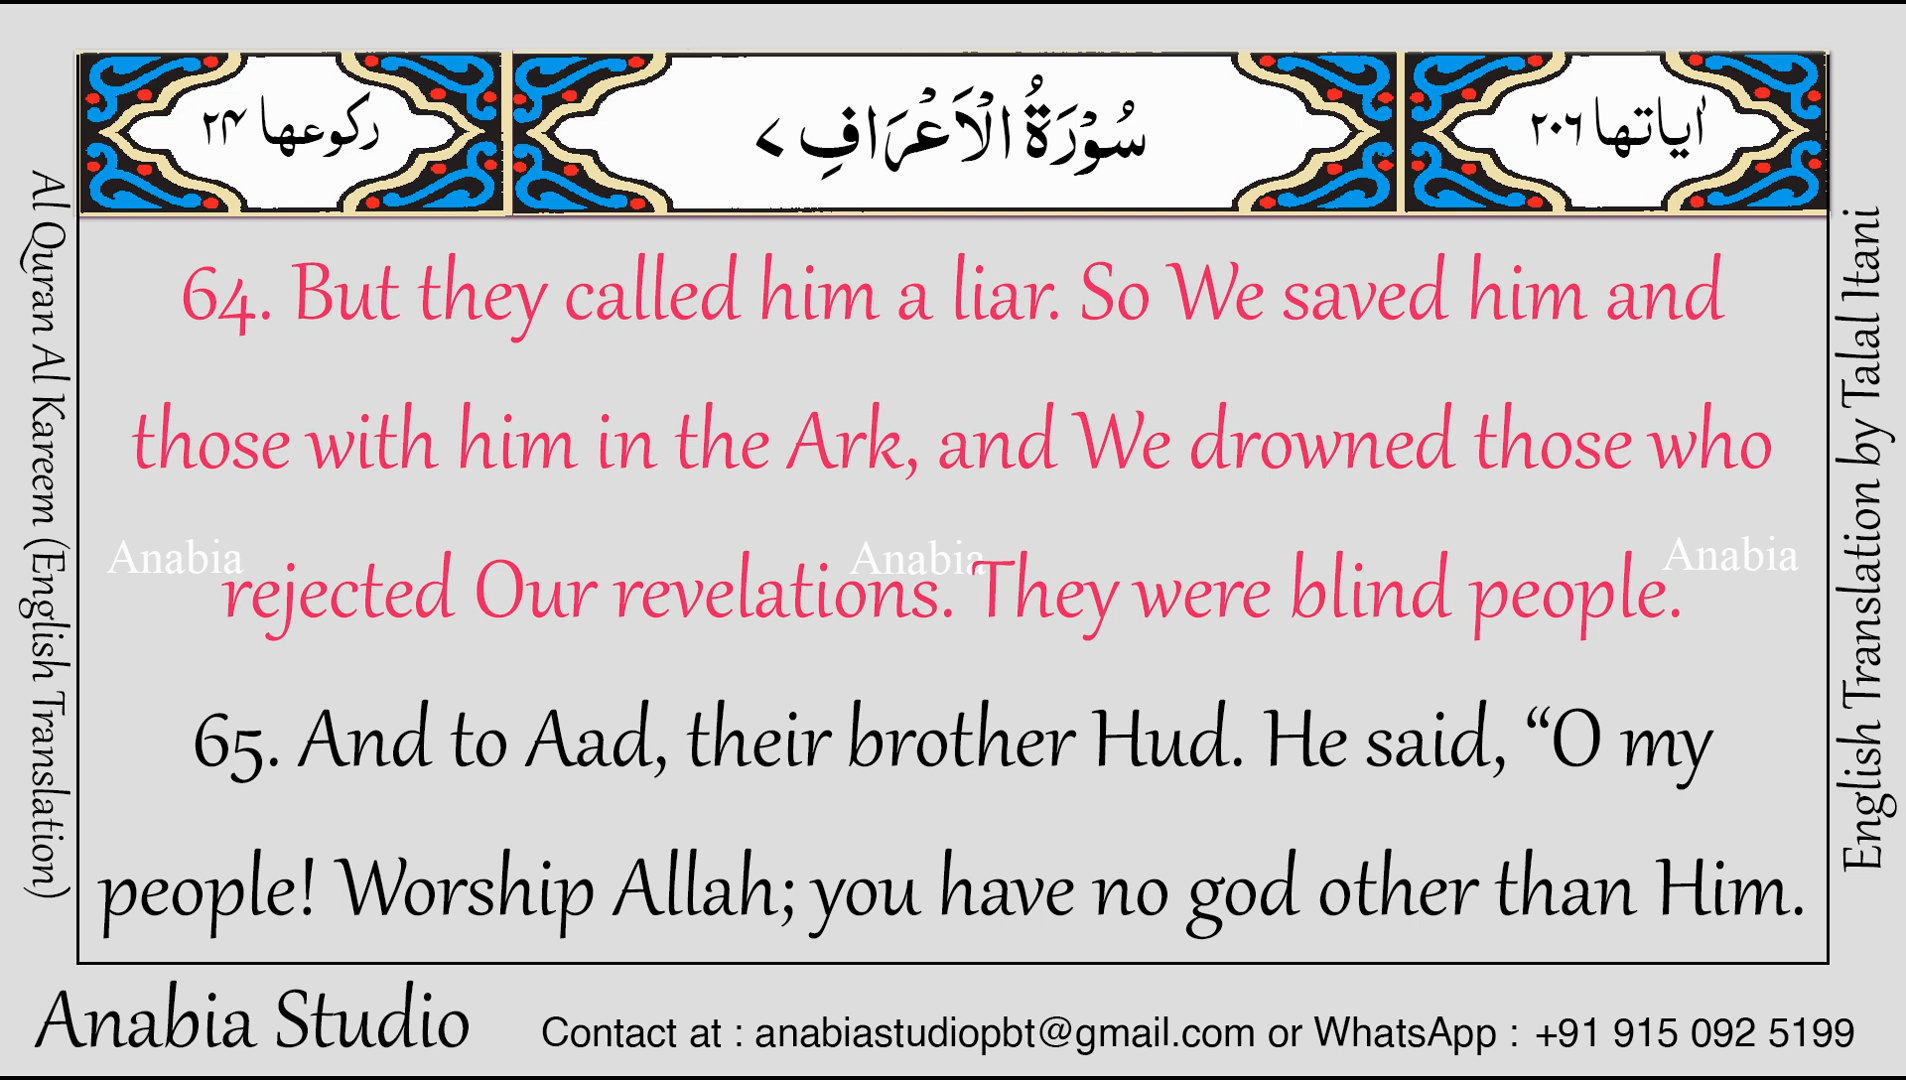 اٰیاتها ٢٠٦
سُوْرَةُ الْاَعْرَافِ ٧
ركوعها ٢٤
64. But they called him a liar. So We saved him and
those with him in the Ark, and We drowned those who
rejected Our revelations. They were blind people.
65. And to Aad, their brother Hud. He said, “O my
people! Worship Allah; you have no god other than Him.
Anabia
Anabia
Anabia
Al Quran Al Kareem (English Translation)
English Translation by Talal Itani
Anabia Studio
Contact at : anabiastudiopbt@gmail.com or WhatsApp : +91 915 092 5199